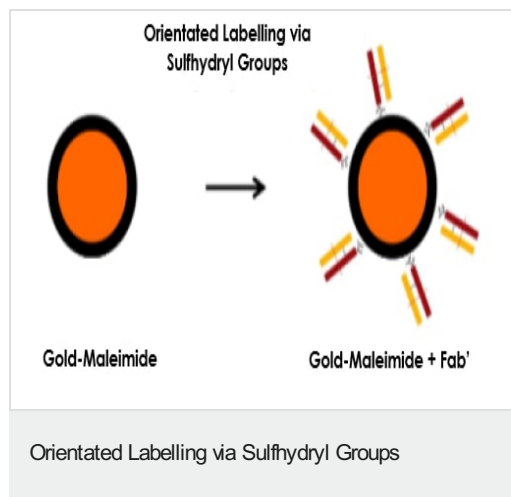 Orientated Labelling via
Sulfhydryl Groups
Gold-Maleimide
Gold-Maleimide + Fab'
Orientated Labelling via Sulfhydryl Groups